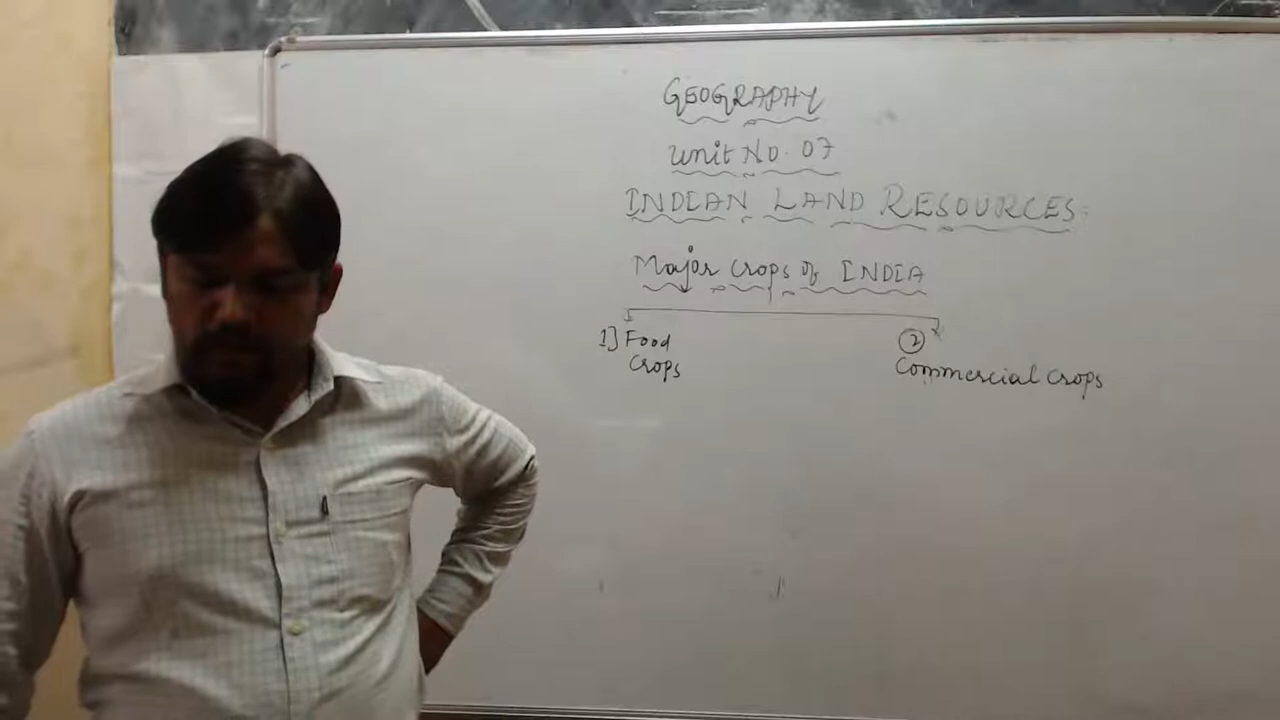 GEOGRAPHY
Unit No. 07
INDIAN LAND RESOURCES:
Major crops of INDIA
1] Food
Crops
2
Commercial crops